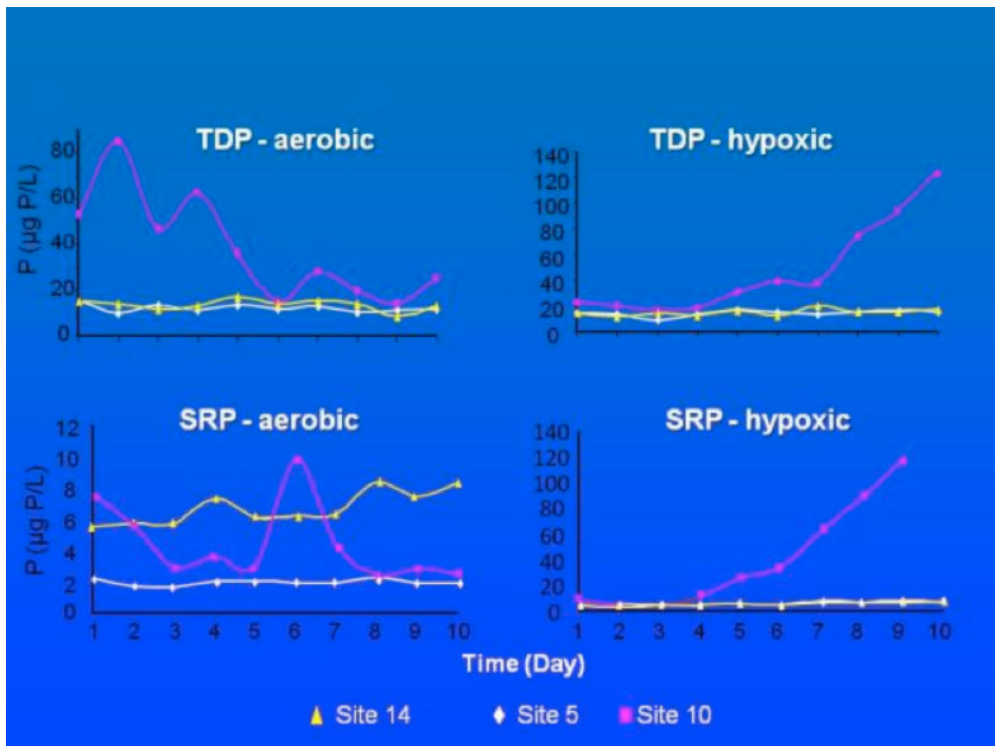 TDP - aerobic
P (µg P/L)
80
60
40
20
0
TDP - hypoxic
140
120
100
80
60
40
20
0
SRP - aerobic
P (µg P/L)
12
10
8
6
4
2
0
1 2 3 4 5 6 7 8 9 10
SRP - hypoxic
140
120
100
80
60
40
20
0
1 2 3 4 5 6 7 8 9 10
Time (Day)
Site 14 Site 5 Site 10